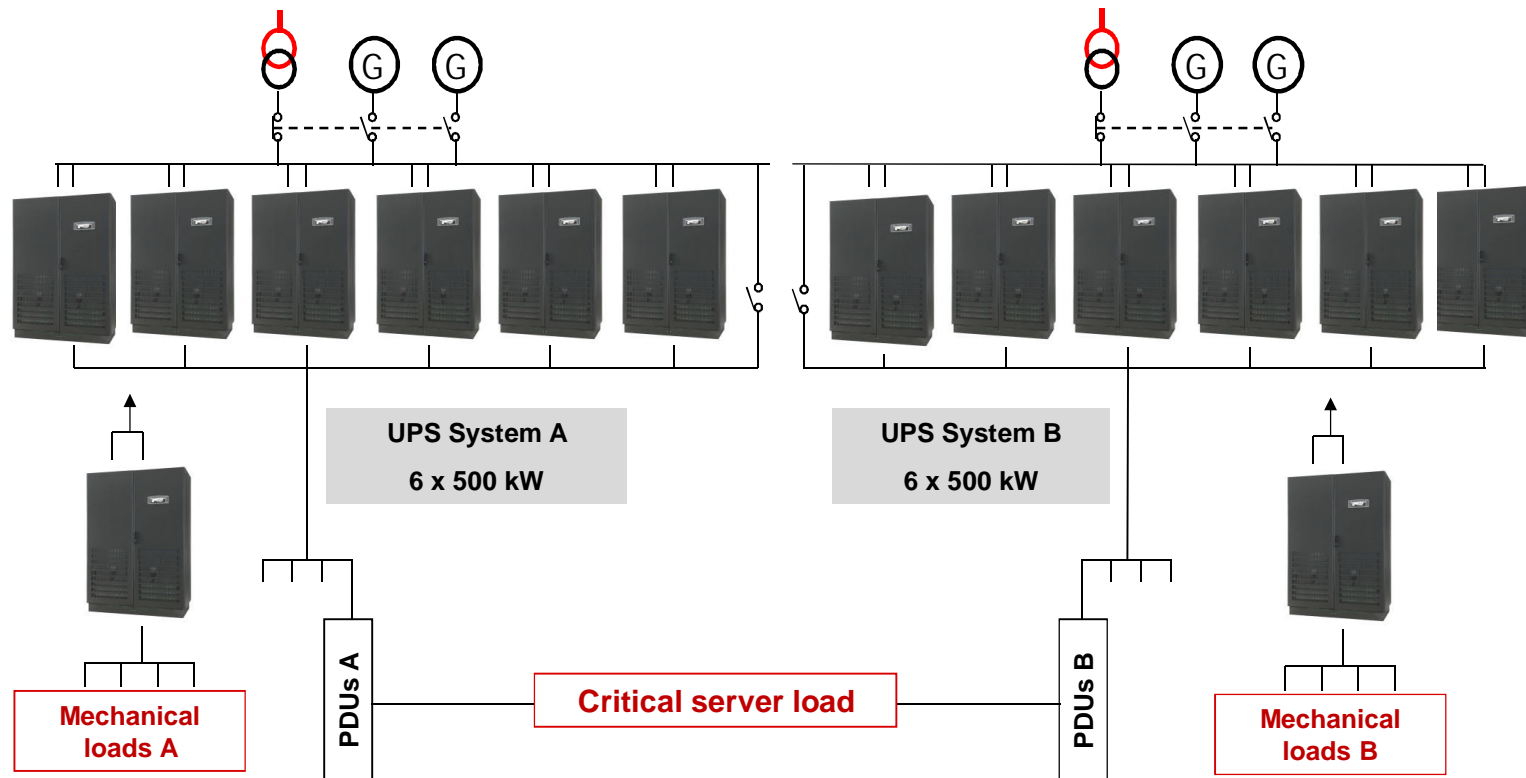 G
G
G
G
UPS System A
6 x 500 kW
UPS System B
6 x 500 kW
PDUs A
PDUs B
Critical server load
Mechanical
loads A
Mechanical
loads B